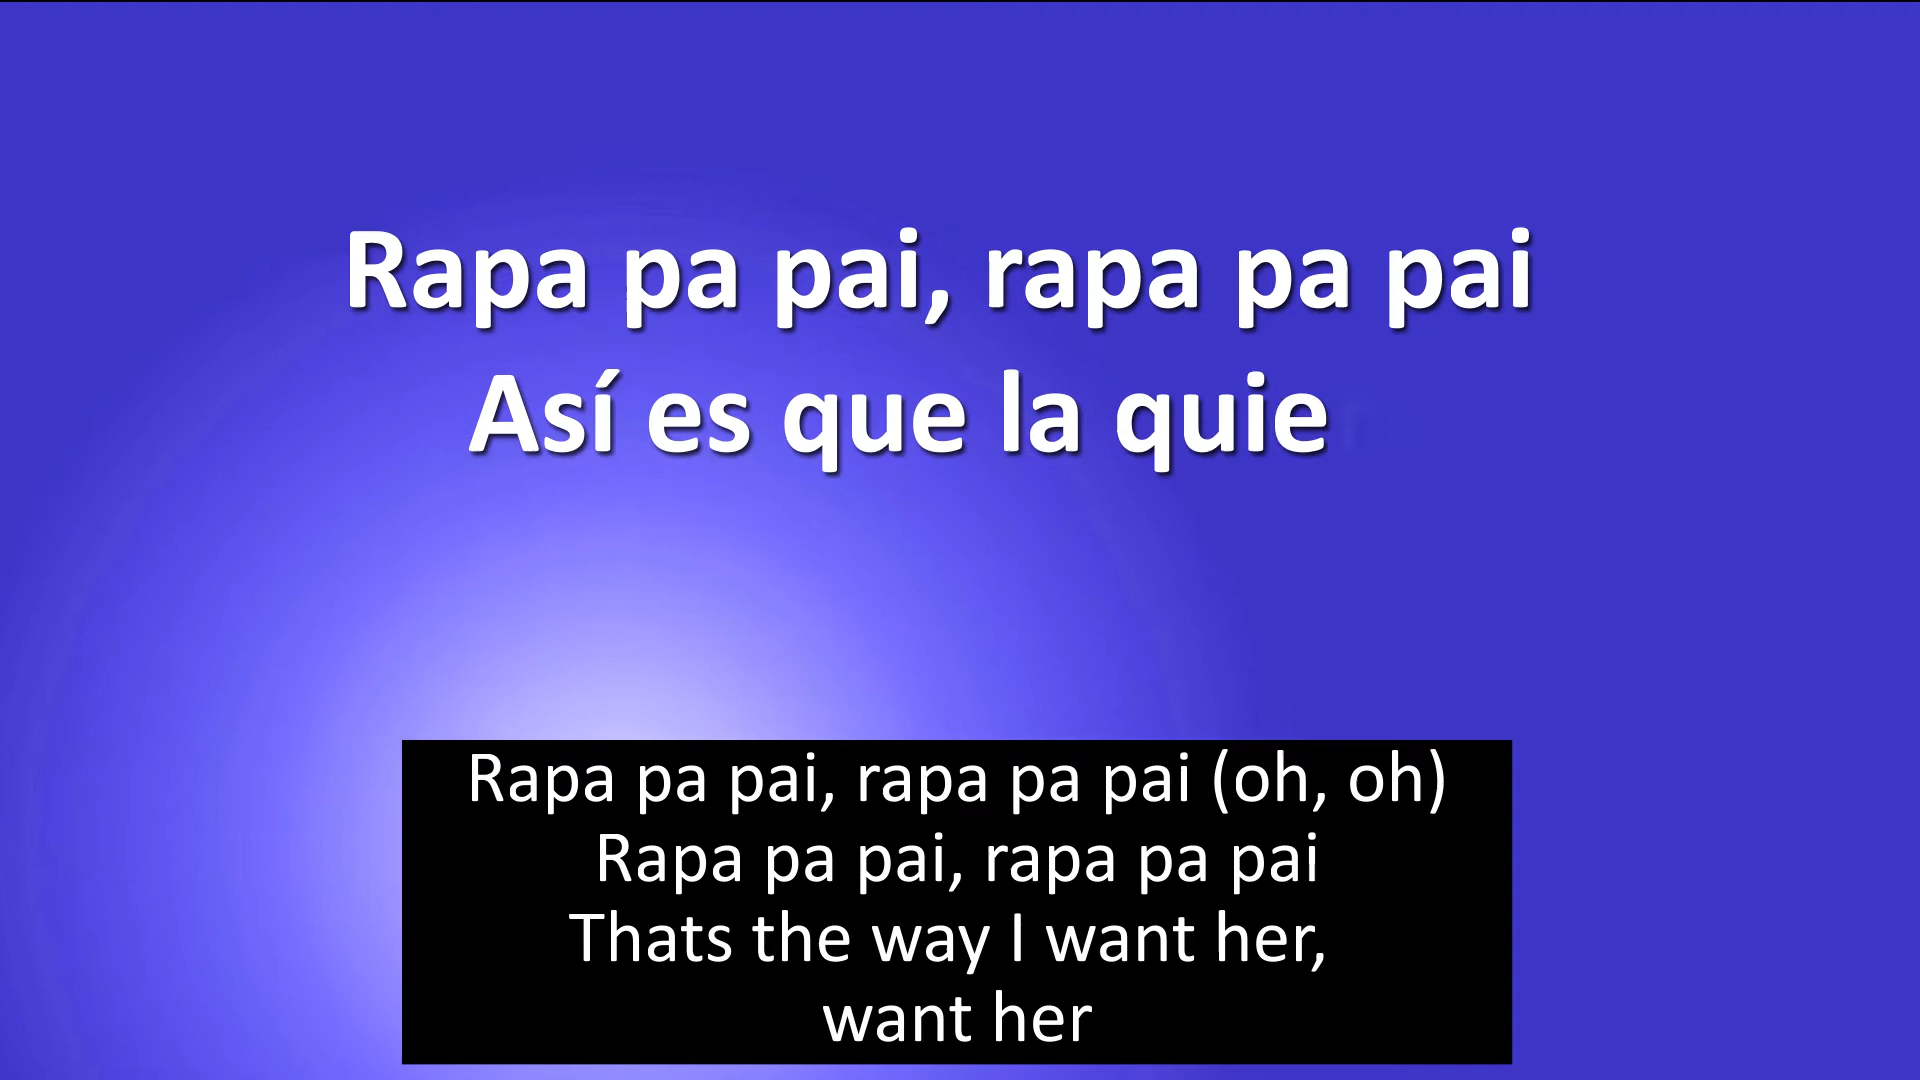 Rapa pa pai, rapa pa pai
Así es que la quie
Rapa pa pai, rapa pa pai (oh, oh)
Rapa pa pai, rapa pa pai
Thats the way I want her,
want her